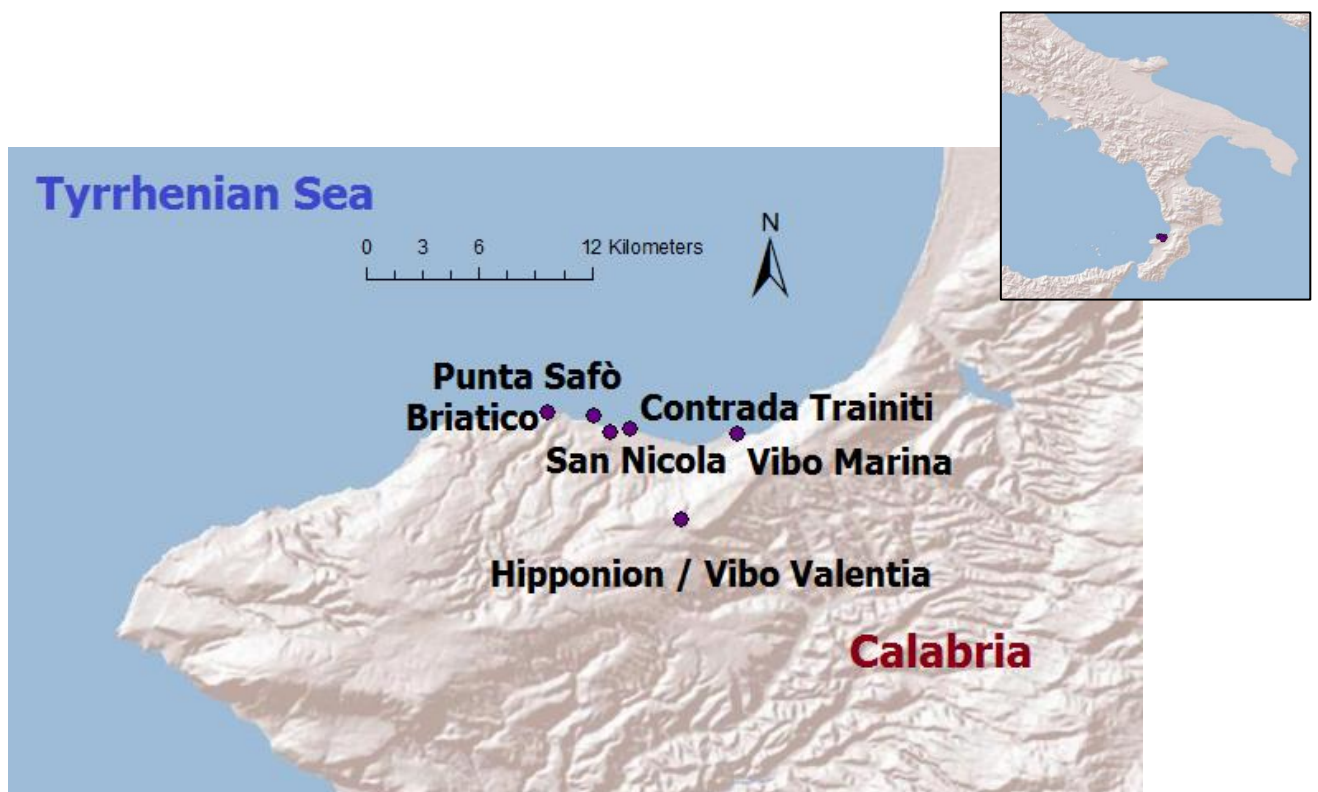 Tyrrhenian Sea
N
0 3 6 12 Kilometers
Punta Safò
Briatico
Contrada Trainiti
San Nicola
Vibo Marina
Hipponion / Vibo Valentia
Calabria